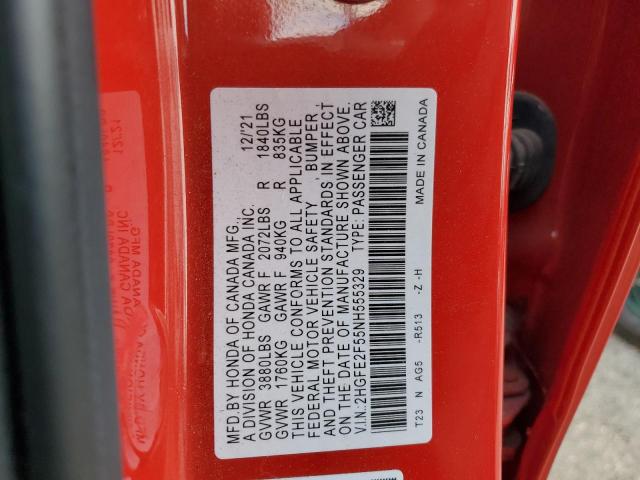 MFD.BY HONDA OF CANADA MFG., 12/'21
A DIVISION OF HONDA CANADA INC.
GVWR 3880LBS GAWR F 2072LBS R 1840LBS
GVWR 1760KG GAWR F 940KG R 835KG
THIS VEHICLE CONFORMS TO ALL APPLICABLE
FEDERAL MOTOR VEHICLE SAFETY BUMPER,
AND THEFT PREVENTION STANDARDS IN EFFECT
ON THE DATE OF MANUFACTURE SHOWN ABOVE.
V.I.N.:2HGFE2F55NH555329 TYPE: PASSENGER CAR
T23 N AG5 -R513 -Z -H MADE IN CANADA